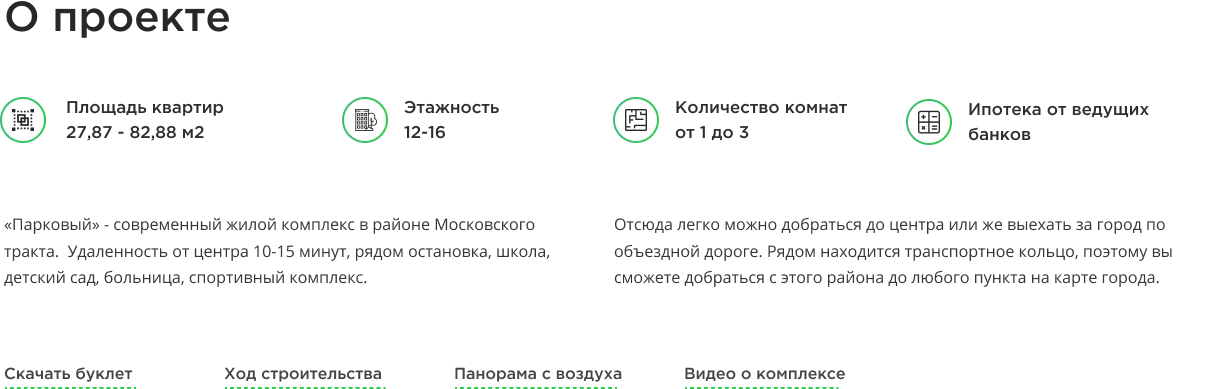 О проекте
Площадь квартир
27,87 - 82,88 м2
Этажность
12-16
Количество комнат
от 1 до 3
Ипотека от ведущих
банков
«Парковый» - современный жилой комплекс в районе Московского
тракта. Удаленность от центра 10-15 минут, рядом остановка, школа,
детский сад, больница, спортивный комплекс.
Отсюда легко можно добраться до центра или же выехать за город по
объездной дороге. Рядом находится транспортное кольцо, поэтому вы
сможете добраться с этого района до любого пункта на карте города.
Скачать буклет
Ход строительства
Панорама с воздуха
Видео о комплексе